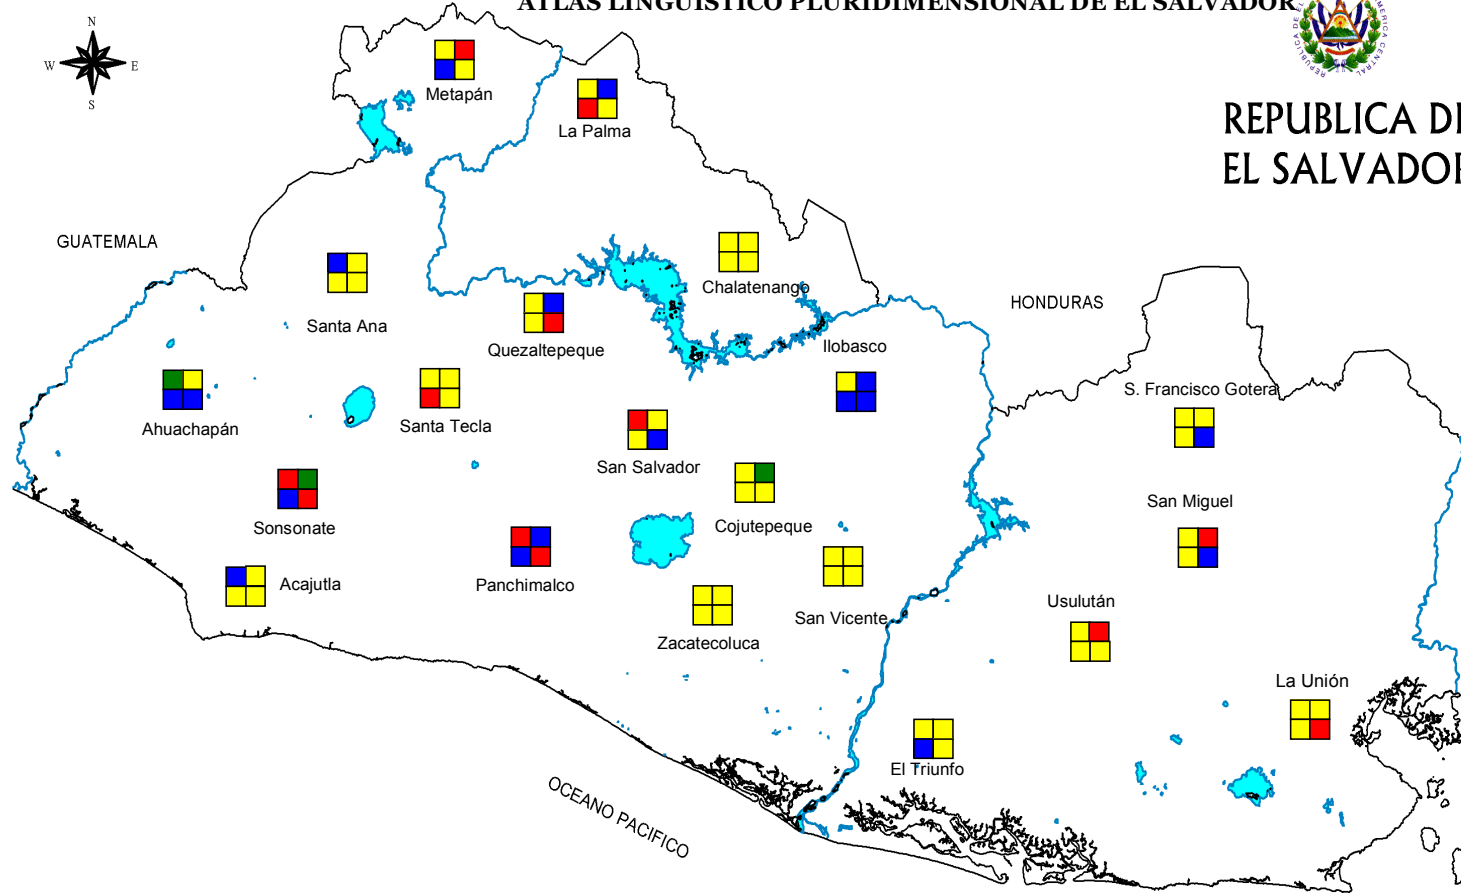 ATLAS LINGÜÍSTICO PLURIDIMENSIONAL DE EL SALVADOR
N
W E
S
Metapán
La Palma
REPUBLICA DE
EL SALVADOR
GUATEMALA
Chalatenango
HONDURAS
Santa Ana
Quezaltepeque
Ilobasco
S. Francisco Gotera
Ahuachapán
Santa Tecla
San Salvador
San Miguel
Sonsonate
Cojutepeque
Acajutla
Panchimalco
Usulután
San Vicente
Zacatecoluca
La Unión
El Triunfo
OCEANO PACIFICO